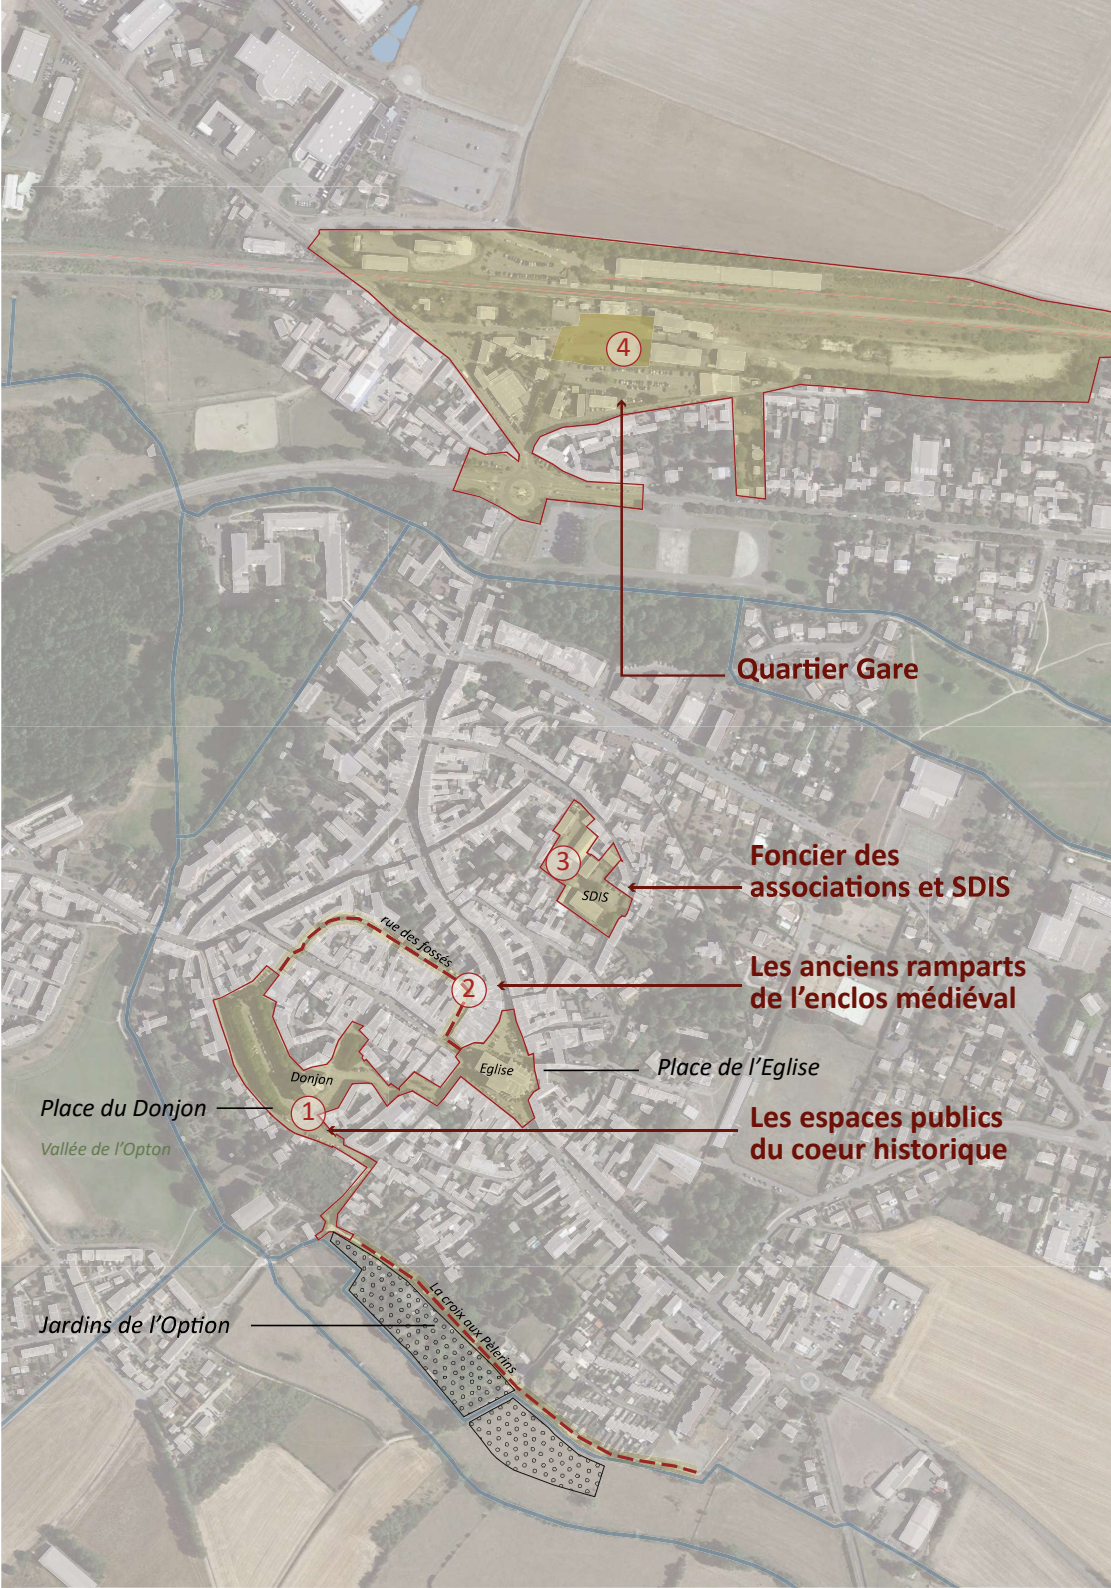 4
Quartier Gare
3
SDIS
Foncier des
associations et SDIS
rue des fossés
2
Les anciens ramparts
de l'enclos médiéval
Eglise
Place de l'Eglise
Donjon
Place du Donjon
1
Les espaces publics
du coeur historique
Vallée de l'Opton
La croix aux Pèlerins
Jardins de l'Option